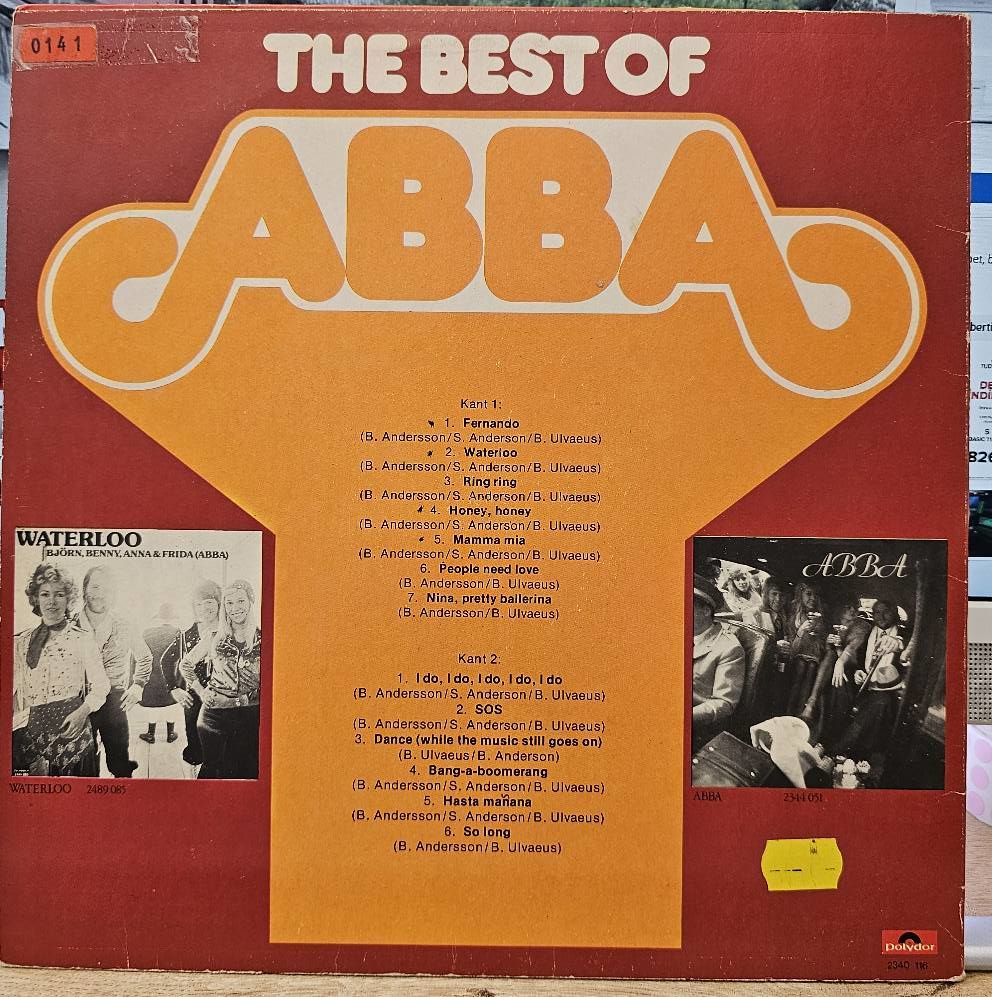 0141
THE BEST OF
ABBA
Kant 1:
1. Fernando
(B. Andersson/S. Anderson/B. Ulvaeus)
2. Waterloo
(B. Andersson/S. Anderson/B. Ulvaeus)
3. Ring ring
(B. Andersson/S. Anderson/B. Ulvaeus)
4. Honey, honey
(B. Andersson/S. Anderson/B. Ulvaeus)
5. Mamma mia
(B. Andersson/S. Anderson/B. Ulvaeus)
6. People need love
(B. Andersson/B. Ulvaeus)
7. Nina, pretty ballerina
(B. Andersson/B. Ulvaeus)
Kant 2:
1. I do, I do, I do, I do, I do
(B. Andersson/S. Anderson/B. Ulvaeus)
2. SOS
(B. Andersson/S. Anderson/B. Ulvaeus)
3. Dance (while the music still goes on)
(B. Ulvaeus/B. Anderson)
4. Bang-a-boomerang
(B. Andersson/S. Anderson/B. Ulvaeus)
5. Hasta mañana
(B. Andersson/S. Anderson/B. Ulvaeus)
6. So long
(B. Andersson/B. Ulvaeus)
WATERLOO
BJÖRN, BENNY, ANNA & FRIDA (ABBA)
WATERLOO 2489 085
ABBA
ABBA 2344 051
polydor
2340 116